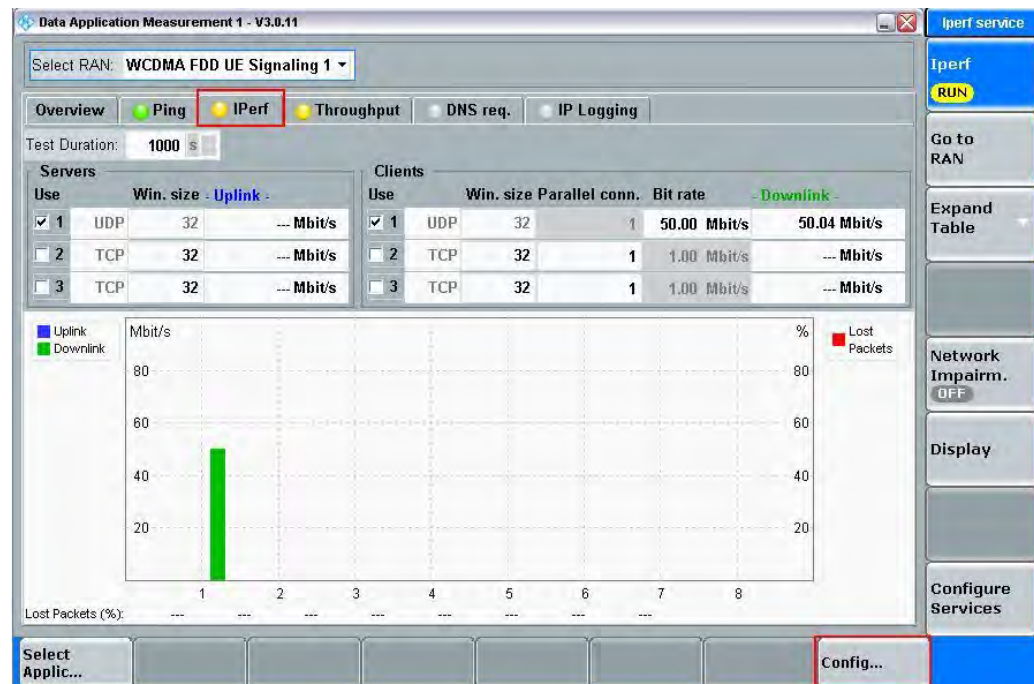 Data Application Measurement 1 - V3.0.11
Iperf service
Select RAN: WCDMA FDD UE Signaling 1
Iperf
RUN
Overview Ping IPerf Throughput DNS req. IP Logging
Test Duration: 1000 s
Go to
RAN
Servers Clients
Use Win. size - Uplink - Use Win. size Parallel conn. Bit rate - Downlink -
1 UDP 32 --- Mbit/s 1 UDP 32 1 50.00 Mbit/s 50.04 Mbit/s
2 TCP 32 --- Mbit/s 2 TCP 32 1 1.00 Mbit/s --- Mbit/s
3 TCP 32 --- Mbit/s 3 TCP 32 1 1.00 Mbit/s --- Mbit/s
Expand
Table
Uplink
Downlink
Mbit/s
%
Lost
Packets
80 80
60 60
40 40
20 20
1 2 3 4 5 6 7 8
Lost Packets (%): --- --- --- --- --- --- --- ---
Network
Impairm.
OFF
Display
Configure
Services
Select
Applic...
Config...